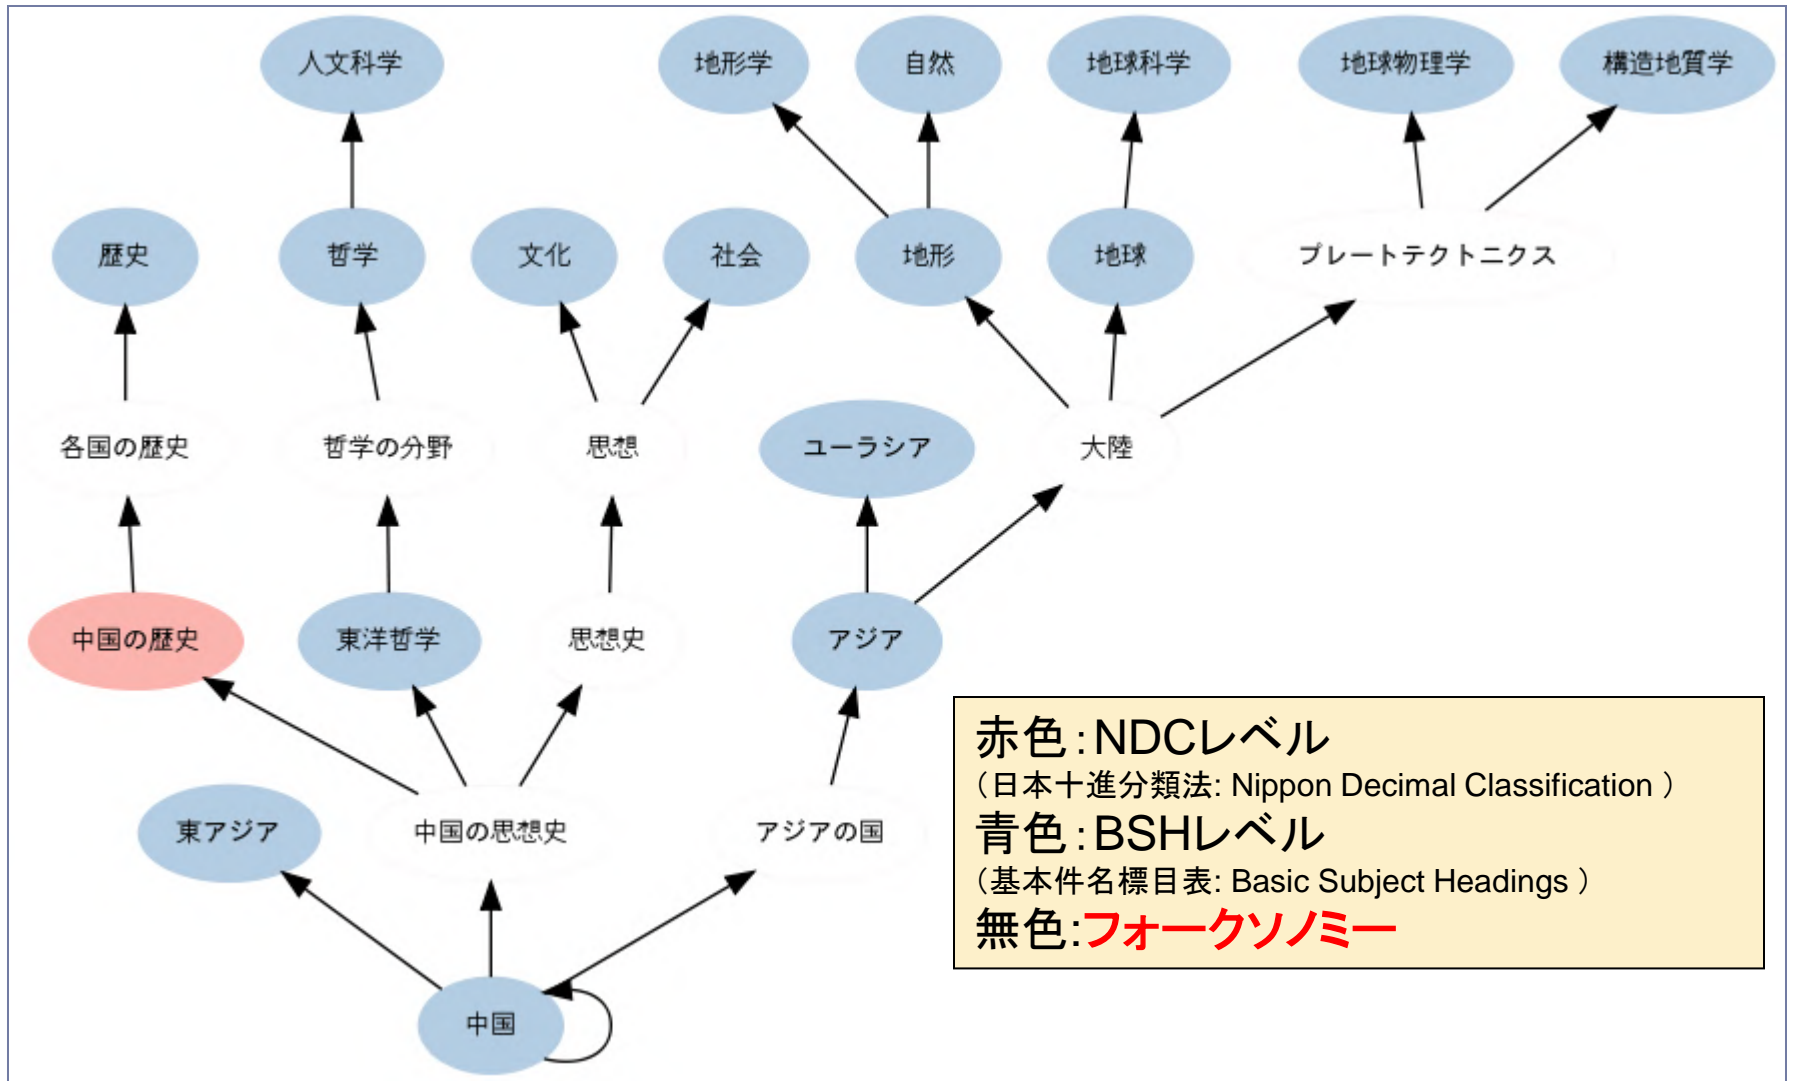 人文科学
地形学
自然
地球科学
地球物理学
構造地質学
歴史
哲学
文化
社会
地形
地球
プレートテクトニクス
各国の歴史
哲学の分野
思想
ユーラシア
大陸
中国の歴史
東洋哲学
思想史
アジア
東アジア
中国の思想史
アジアの国
中国
赤色：NDCレベル
（日本十進分類法: Nippon Decimal Classification ）
青色：BSHレベル
（基本件名標目表: Basic Subject Headings ）
無色:フォークソノミー